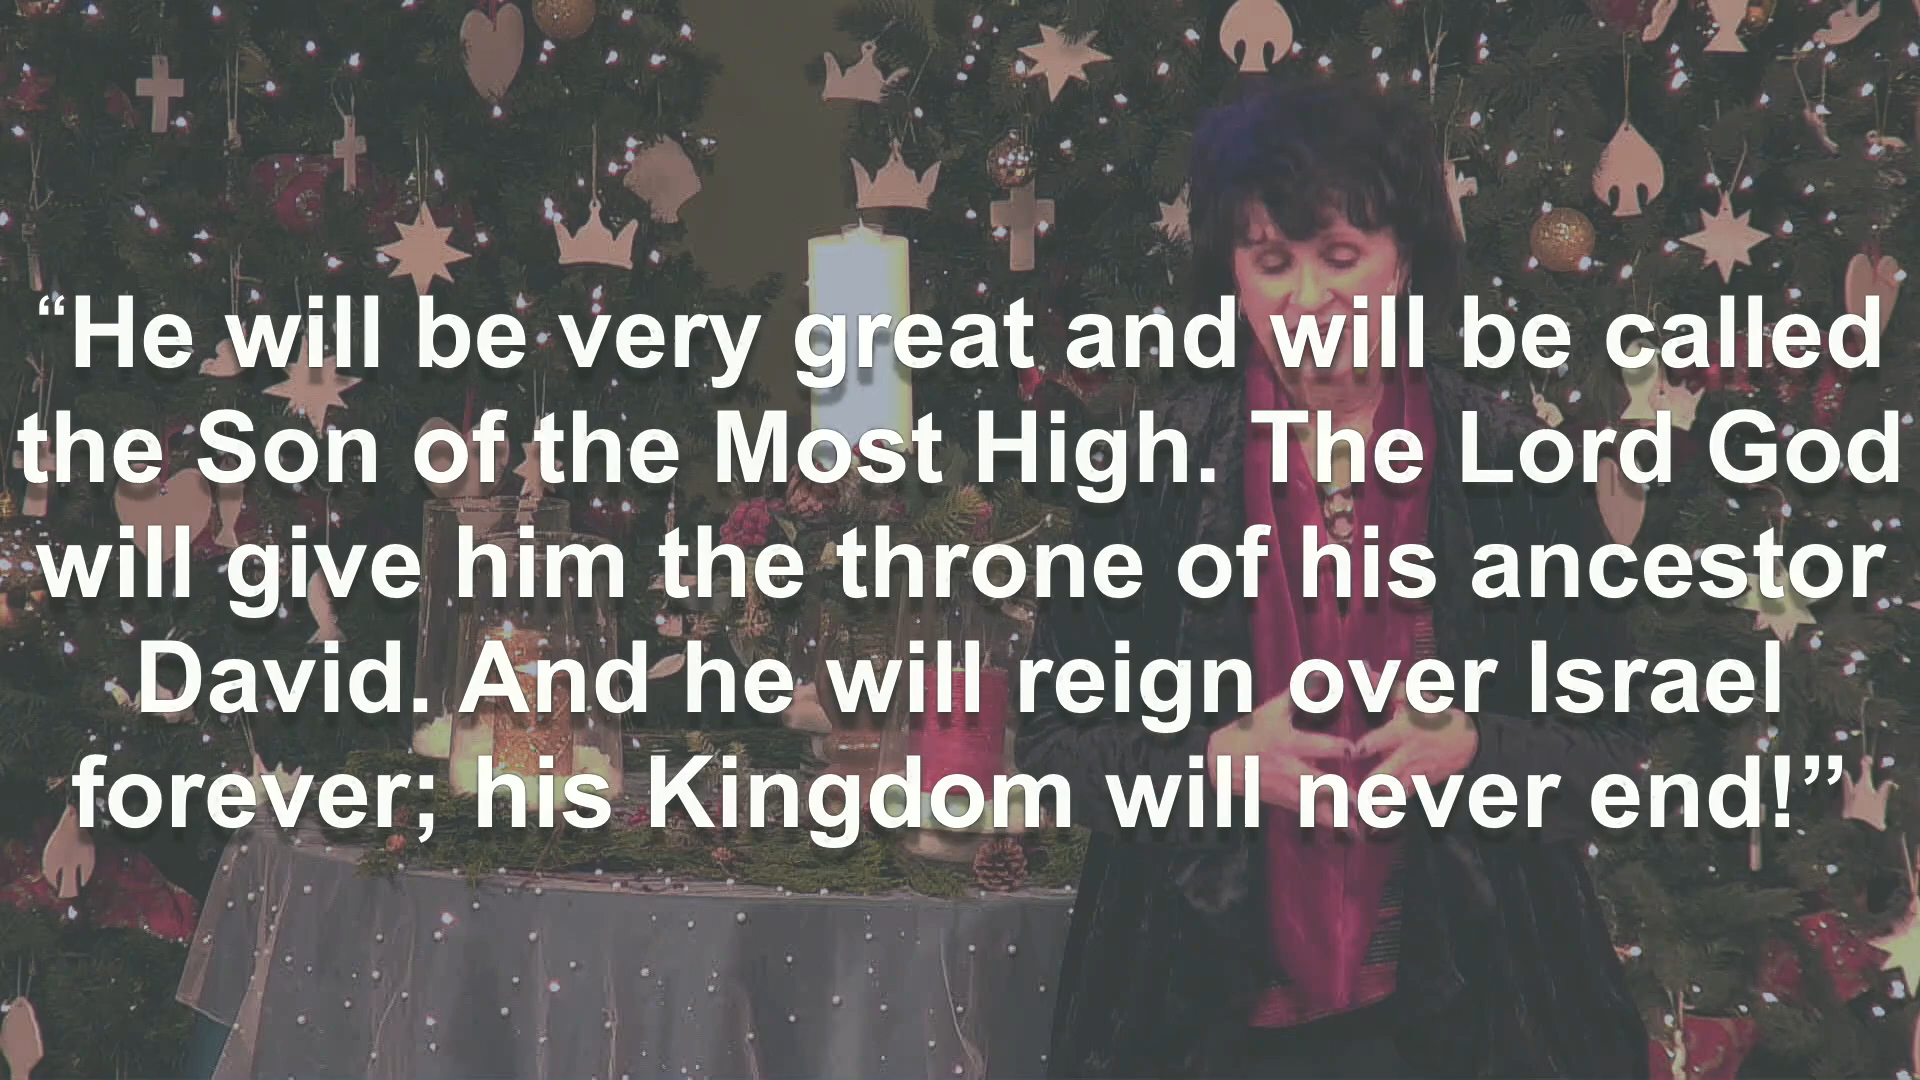 “He will be very great and will be called
the Son of the Most High. The Lord God
will give him the throne of his ancestor
David. And he will reign over Israel
forever; his Kingdom will never end!”